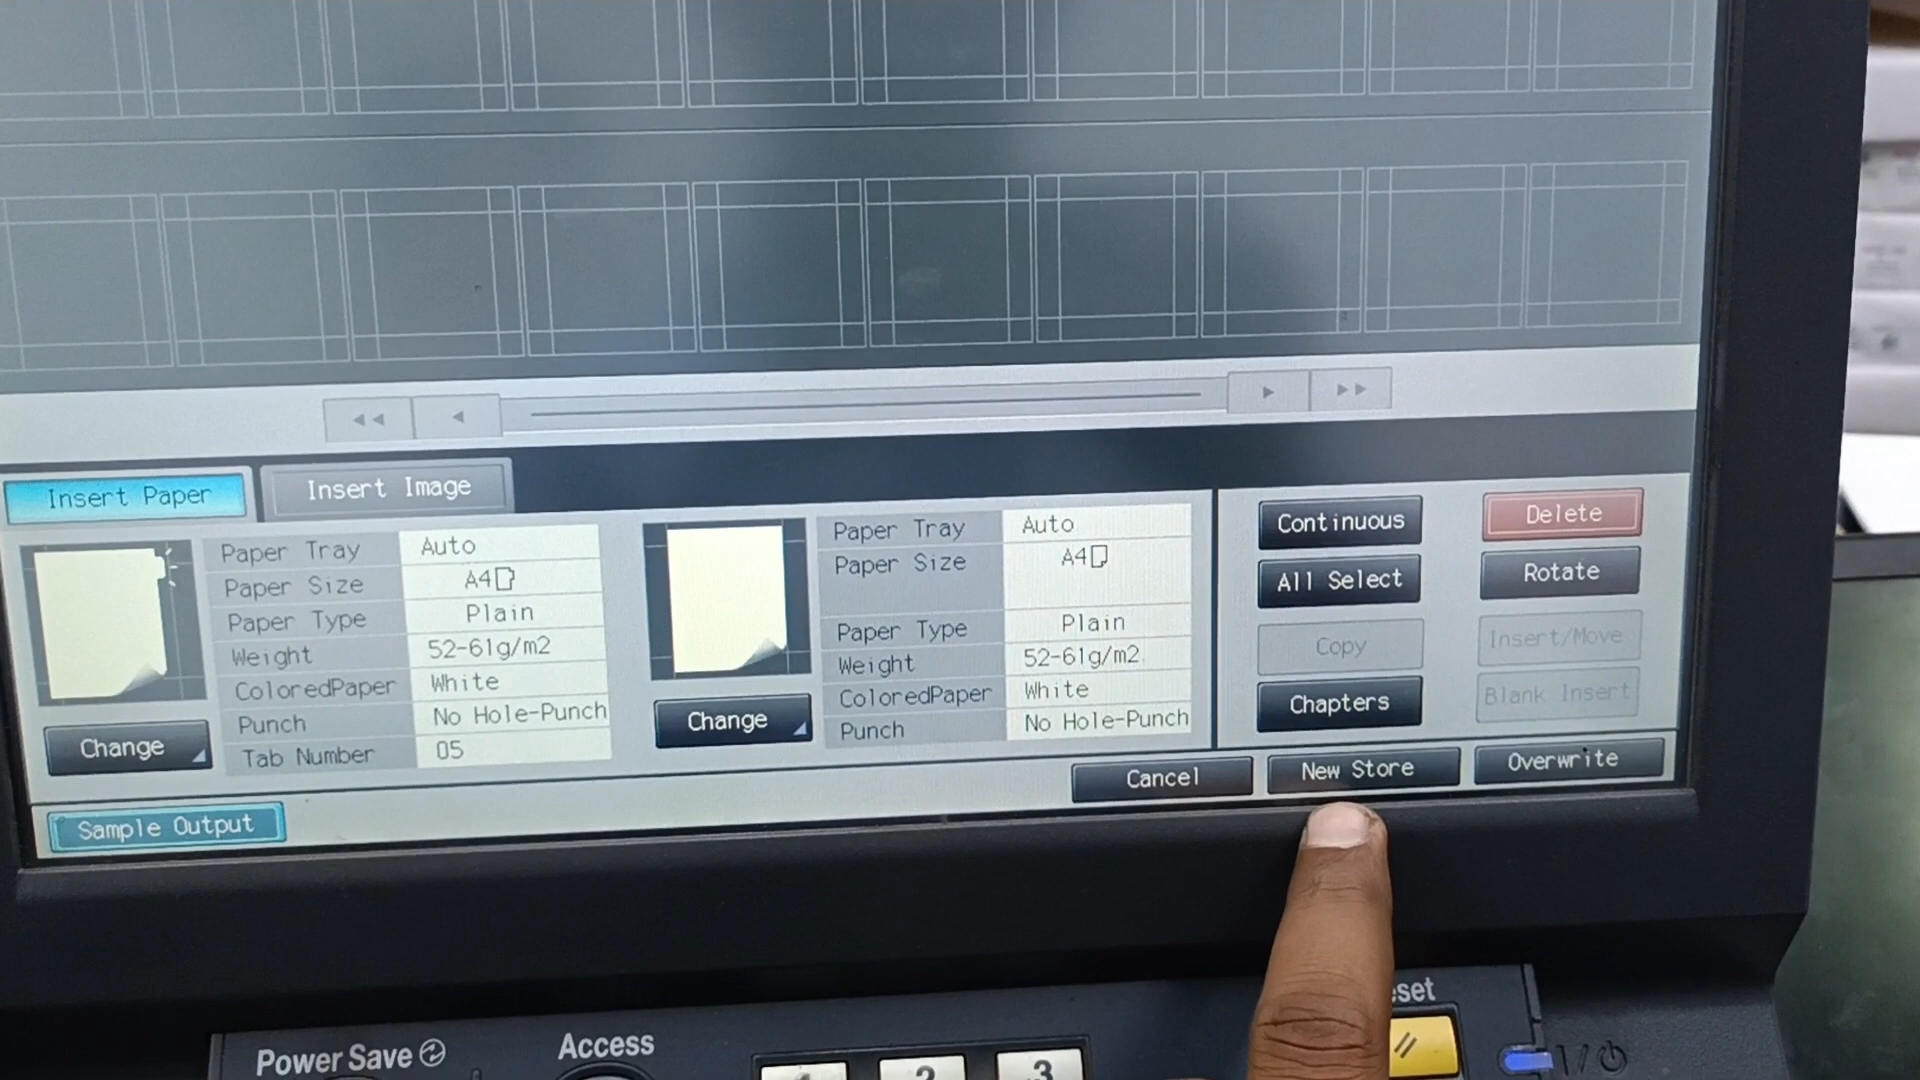 Insert Paper
Insert Image
Paper Tray Auto
Paper Size A4
Paper Type Plain
Weight 52-61g/m2
ColoredPaper White
Punch No Hole-Punch
Tab Number 05
Change
Paper Tray Auto
Paper Size A4
Paper Type Plain
Weight 52-61g/m2
ColoredPaper White
Punch No Hole-Punch
Change
Continuous
Delete
All Select
Rotate
Copy
Insert/Move
Chapters
Blank Insert
Cancel
New Store
Overwrite
Sample Output
Power Save
Access
2
3